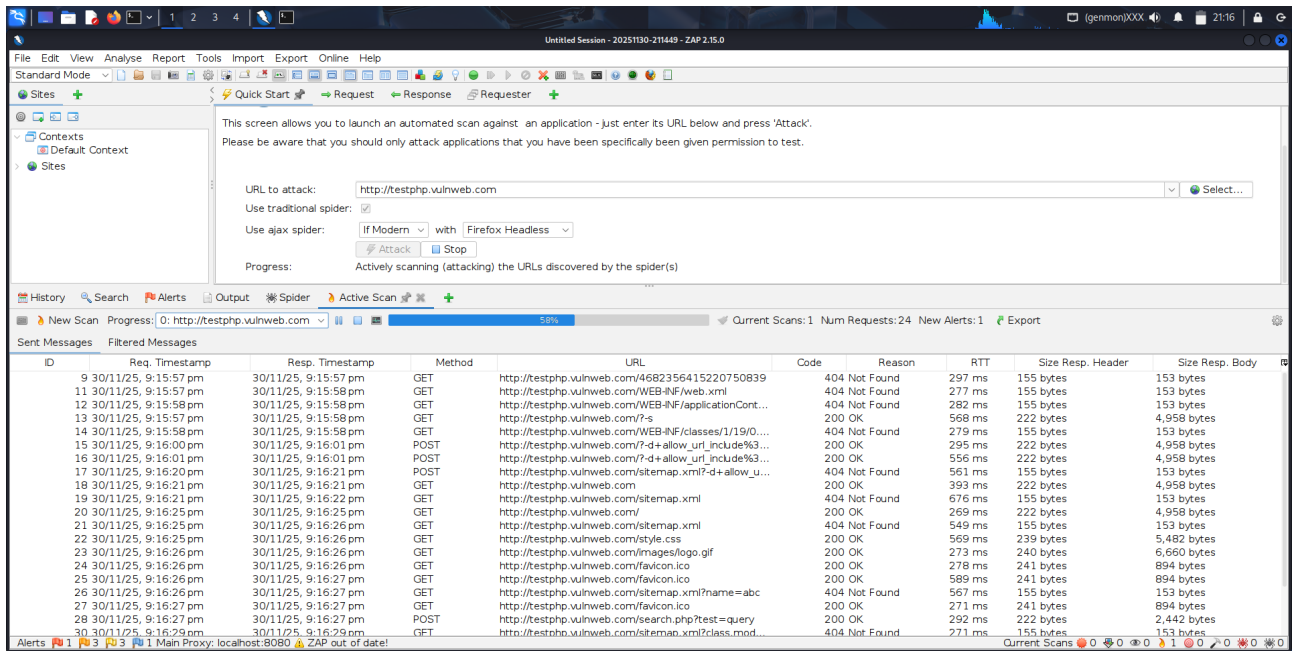 1 2 3 4 (genmon)XXX 21:16
Untitled Session - 20251130-211449 - ZAP 2.15.0
File Edit View Analyse Report Tools Import Export Online Help
Standard Mode
Sites Quick Start Request Response Requester
This screen allows you to launch an automated scan against an application - just enter its URL below and press 'Attack'.
Please be aware that you should only attack applications that you have been specifically been given permission to test.
Contexts
Default Context
Sites
URL to attack: http://testphp.vulnweb.com Select...
Use traditional spider:
Use ajax spider: If Modern with Firefox Headless
Attack Stop
Progress: Actively scanning (attacking) the URLs discovered by the spider(s)
History Search Alerts Output Spider Active Scan
New Scan Progress: 0: http://testphp.vulnweb.com 58% Current Scans: 1 Num Requests: 24 New Alerts: 1 Export
Sent Messages Filtered Messages
ID Req. Timestamp Resp. Timestamp Method URL Code Reason RTT Size Resp. Header Size Resp. Body
9 30/11/25, 9:15:57 pm 30/11/25, 9:15:57 pm GET http://testphp.vulnweb.com/4682356415220750839 404 Not Found 297 ms 155 bytes 153 bytes
11 30/11/25, 9:15:57 pm 30/11/25, 9:15:58 pm GET http://testphp.vulnweb.com/WEB-INF/web.xml 404 Not Found 277 ms 155 bytes 153 bytes
12 30/11/25, 9:15:58 pm 30/11/25, 9:15:58 pm GET http://testphp.vulnweb.com/WEB-INF/applicationCont... 404 Not Found 282 ms 155 bytes 153 bytes
13 30/11/25, 9:15:57 pm 30/11/25, 9:15:58 pm GET http://testphp.vulnweb.com/?-s 200 OK 568 ms 222 bytes 4,958 bytes
14 30/11/25, 9:15:58 pm 30/11/25, 9:15:58 pm GET http://testphp.vulnweb.com/WEB-INF/classes/1/19/0.... 404 Not Found 279 ms 155 bytes 153 bytes
15 30/11/25, 9:16:00 pm 30/11/25, 9:16:01 pm POST http://testphp.vulnweb.com/?-d+allow_url_include%3... 200 OK 295 ms 222 bytes 4,958 bytes
16 30/11/25, 9:16:01 pm 30/11/25, 9:16:01 pm POST http://testphp.vulnweb.com/?-d+allow_url_include%3... 200 OK 556 ms 222 bytes 4,958 bytes
17 30/11/25, 9:16:20 pm 30/11/25, 9:16:21 pm POST http://testphp.vulnweb.com/sitemap.xml?-d+allow_u... 404 Not Found 561 ms 155 bytes 153 bytes
18 30/11/25, 9:16:21 pm 30/11/25, 9:16:21 pm GET http://testphp.vulnweb.com 200 OK 393 ms 222 bytes 4,958 bytes
19 30/11/25, 9:16:21 pm 30/11/25, 9:16:22 pm GET http://testphp.vulnweb.com/sitemap.xml 404 Not Found 676 ms 155 bytes 153 bytes
20 30/11/25, 9:16:25 pm 30/11/25, 9:16:25 pm GET http://testphp.vulnweb.com/ 200 OK 269 ms 222 bytes 4,958 bytes
21 30/11/25, 9:16:25 pm 30/11/25, 9:16:26 pm GET http://testphp.vulnweb.com/sitemap.xml 404 Not Found 549 ms 155 bytes 153 bytes
22 30/11/25, 9:16:25 pm 30/11/25, 9:16:26 pm GET http://testphp.vulnweb.com/style.css 200 OK 569 ms 239 bytes 5,482 bytes
23 30/11/25, 9:16:26 pm 30/11/25, 9:16:26 pm GET http://testphp.vulnweb.com/images/logo.gif 200 OK 273 ms 240 bytes 6,660 bytes
24 30/11/25, 9:16:26 pm 30/11/25, 9:16:26 pm GET http://testphp.vulnweb.com/favicon.ico 200 OK 278 ms 241 bytes 894 bytes
25 30/11/25, 9:16:26 pm 30/11/25, 9:16:27 pm GET http://testphp.vulnweb.com/favicon.ico 200 OK 589 ms 241 bytes 894 bytes
26 30/11/25, 9:16:26 pm 30/11/25, 9:16:27 pm GET http://testphp.vulnweb.com/sitemap.xml?name=abc 404 Not Found 567 ms 155 bytes 153 bytes
27 30/11/25, 9:16:27 pm 30/11/25, 9:16:27 pm GET http://testphp.vulnweb.com/favicon.ico 200 OK 271 ms 241 bytes 894 bytes
28 30/11/25, 9:16:27 pm 30/11/25, 9:16:27 pm POST http://testphp.vulnweb.com/search.php?test=query 200 OK 292 ms 222 bytes 2,442 bytes
30 30/11/25, 9:16:29 pm 30/11/25, 9:16:29 pm GET http://testphp.vulnweb.com/sitemap.xml?class.mod... 404 Not Found 271 ms 155 bytes 153 bytes
Alerts 1 3 3 1 Main Proxy: localhost:8080 ZAP out of date! Current Scans 0 0 0 1 0 0 0 0